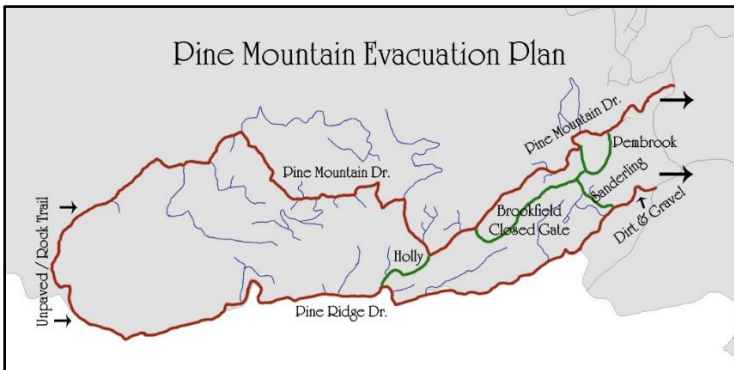 Pine Mountain Evacuation Plan
Pine Mountain Dr.
Pembrook
Pine Mountain Dr.
Sanderling
Brookfield
Closed Gate
Dirt & Gravel
Holly
Unpaved / Rock Trail
Pine Ridge Dr.